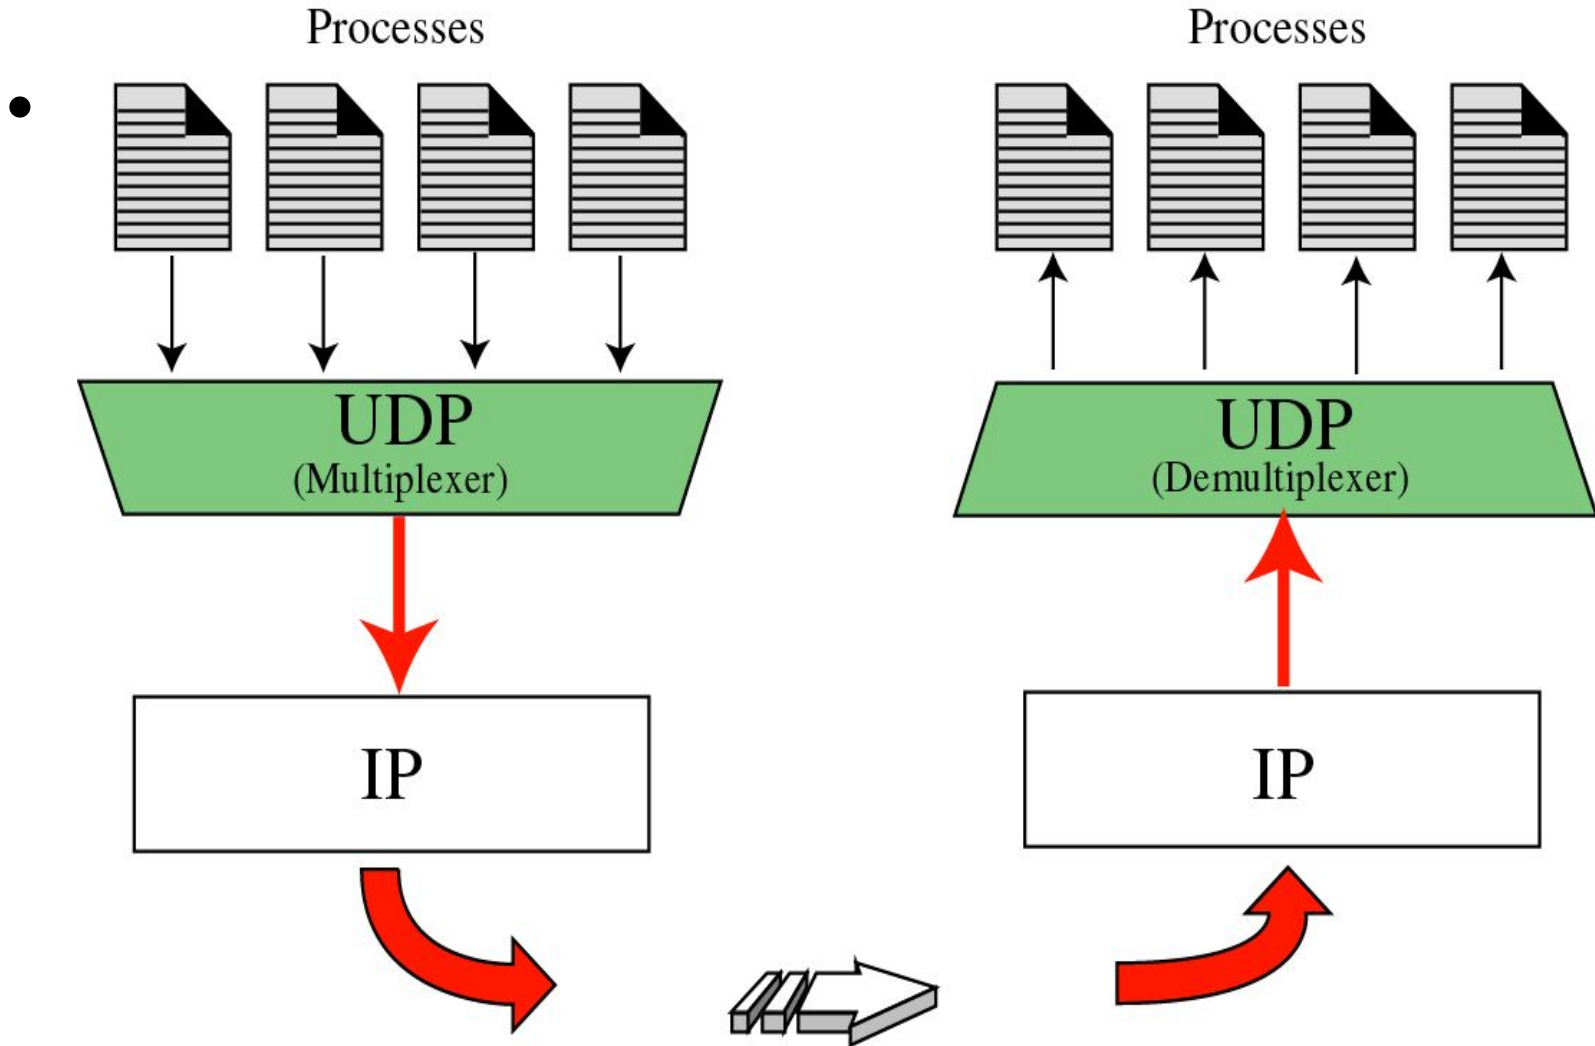 Processes
UDP
(Multiplexer)
IP
Processes
UDP
(Demultiplexer)
IP